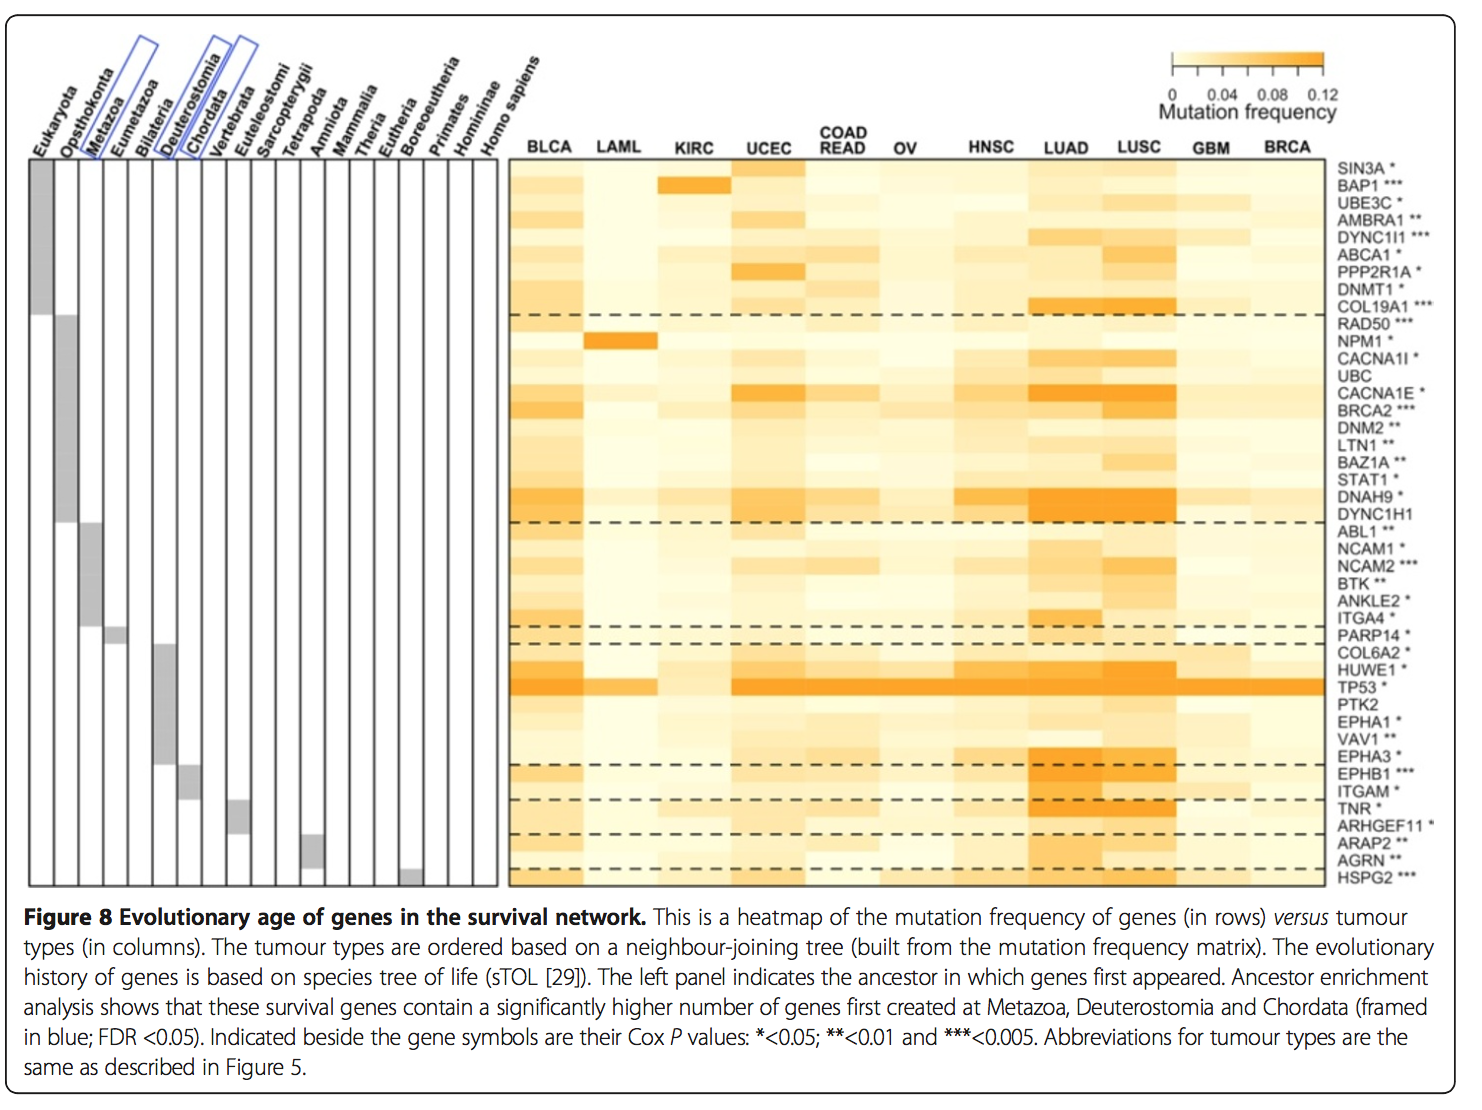 Eukaryota
Opsthokonta
Metazoa
Eumetazoa
Bilateria
Deuterostomia
Chordata
Vertebrata
Euteleostomi
Sarcopterygii
Tetrapoda
Amniota
Mammalia
Theria
Eutheria
Boreoeutheria
Primates
Homininae
Homo sapiens
0 0.04 0.08 0.12
Mutation frequency
BLCA LAML KIRC UCEC COAD READ OV HNSC LUAD LUSC GBM BRCA
SIN3A *
BAP1 ***
UBE3C *
AMBRA1 **
DYNC1I1 ***
ABCA1 *
PPP2R1A *
DNMT1 *
COL19A1 ***
RAD50 ***
NPM1 *
CACNA1I *
UBC
CACNA1E *
BRCA2 ***
DNM2 **
LTN1 **
BAZ1A **
STAT1 *
DNAH9 *
DYNC1H1
ABL1 **
NCAM1 *
NCAM2 ***
BTK **
ANKLE2 *
ITGA4 *
PARP14 *
COL6A2 *
HUWE1 *
TP53 *
PTK2
EPHA1 *
VAV1 **
EPHA3 *
EPHB1 ***
ITGAM *
TNR *
ARHGEF11 *
ARAP2 **
AGRN **
HSPG2 ***
Figure 8 Evolutionary age of genes in the survival network. This is a heatmap of the mutation frequency of genes (in rows) versus tumour
types (in columns). The tumour types are ordered based on a neighbour-joining tree (built from the mutation frequency matrix). The evolutionary
history of genes is based on species tree of life (sTOL [29]). The left panel indicates the ancestor in which genes first appeared. Ancestor enrichment
analysis shows that these survival genes contain a significantly higher number of genes first created at Metazoa, Deuterostomia and Chordata (framed
in blue; FDR <0.05). Indicated beside the gene symbols are their Cox P values: *<0.05; **<0.01 and ***<0.005. Abbreviations for tumour types are the
same as described in Figure 5.